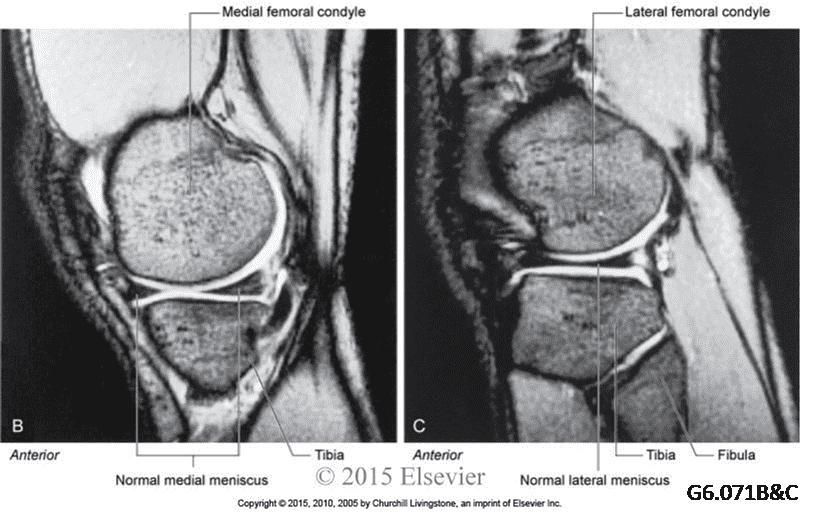 Medial femoral condyle
Lateral femoral condyle
B
C
Anterior
Tibia
Normal medial meniscus
Anterior
Tibia
Fibula
Normal lateral meniscus
© 2015 Elsevier
G6.071B&C
Copyright © 2015, 2010, 2005 by Churchill Livingstone, an imprint of Elsevier Inc.